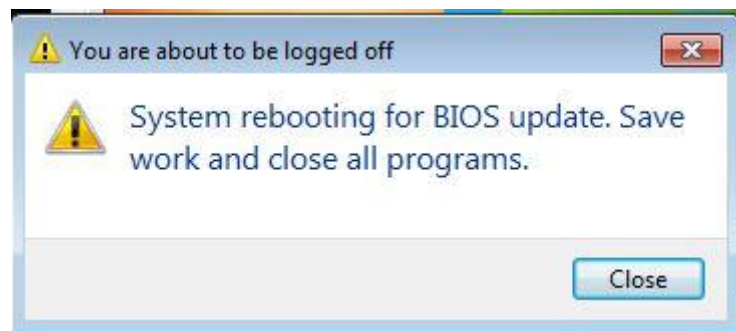 You are about to be logged off
System rebooting for BIOS update. Save
work and close all programs.
Close